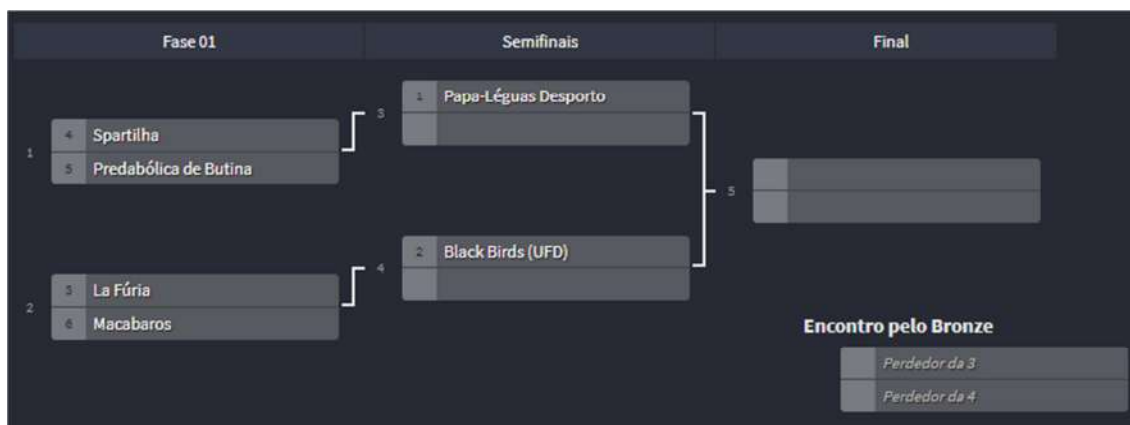 Fase 01
Semifinais
Final
1
4 Spartilha
5 Predabólica de Butina
2
3 La Fúria
6 Macabaros
3
1 Papa-Léguas Desporto
4
2 Black Birds (UFD)
5
Encontro pelo Bronze
Perdedor da 3
Perdedor da 4